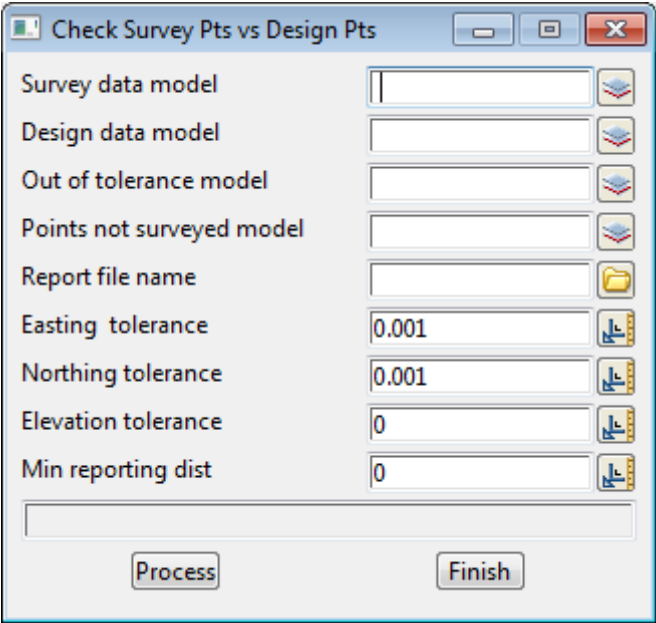 Check Survey Pts vs Design Pts
Survey data model
Design data model
Out of tolerance model
Points not surveyed model
Report file name
Easting  tolerance 0.001
Northing tolerance 0.001
Elevation tolerance 0
Min reporting dist 0
Process Finish